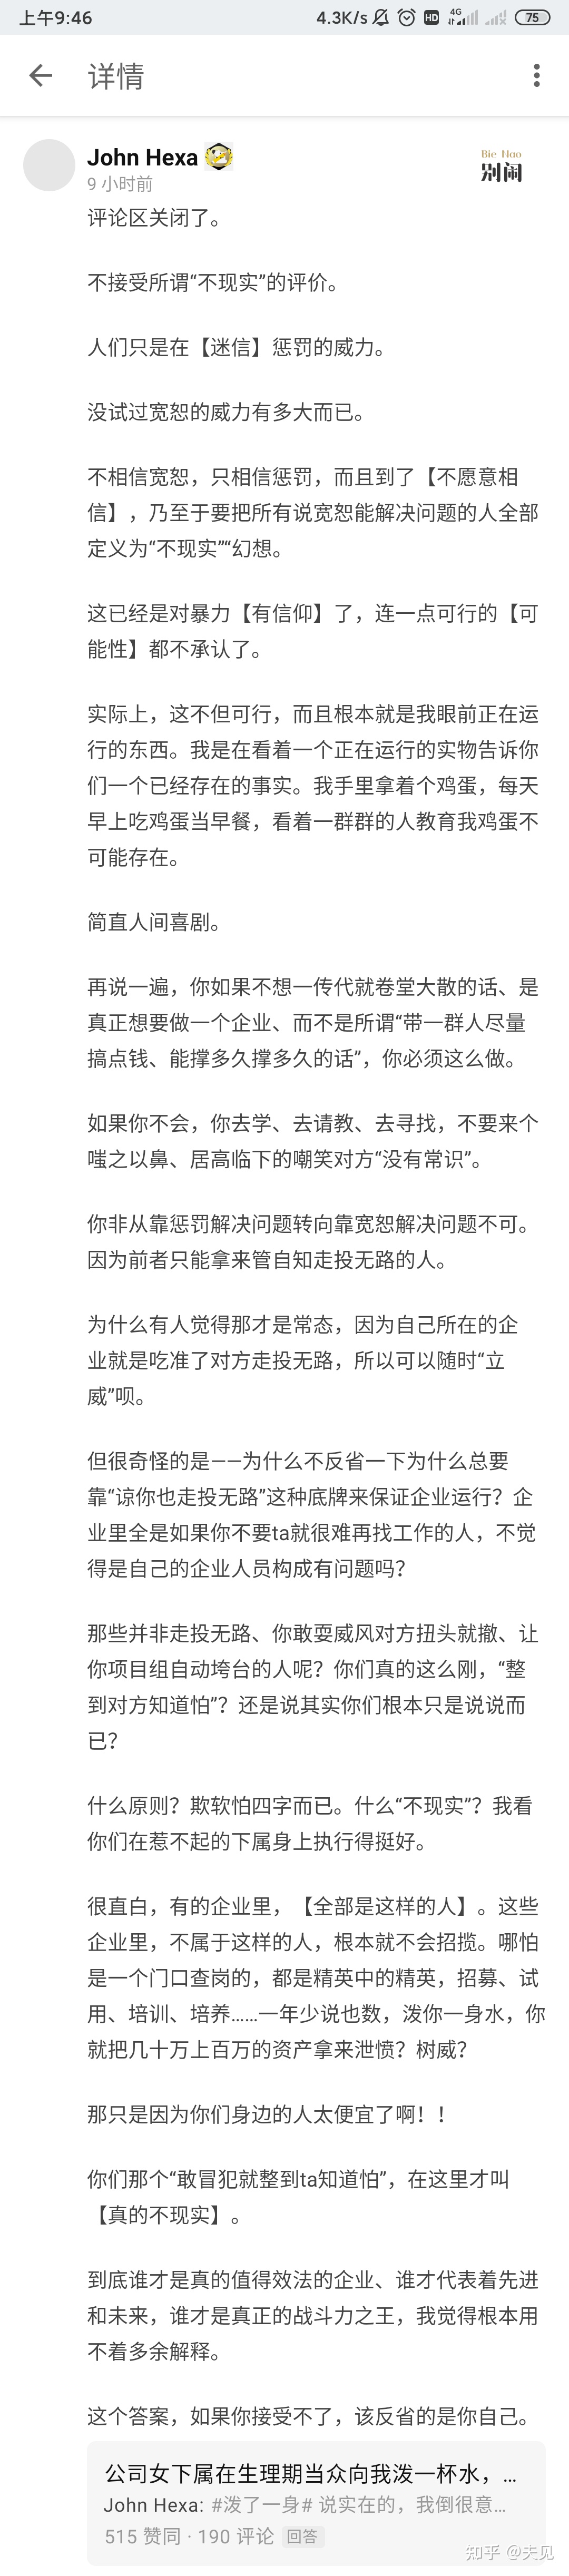 上午9:46
4.3K/s
HD
4G
75
详情
John Hexa
Bie Nao
别闹
9 小时前
评论区关闭了。
不接受所谓“不现实”的评价。
人们只是在【迷信】惩罚的威力。
没试过宽恕的威力有多大而已。
不相信宽恕，只相信惩罚，而且到了【不愿意相
信】，乃至于要把所有说宽恕能解决问题的人全部
定义为“不现实”“幻想。
这已经是对暴力【有信仰】了，连一点可行的【可
能性】都不承认了。
实际上，这不但可行，而且根本就是我眼前正在运
行的东西。我是在看着一个正在运行的实物告诉你
们一个已经存在的事实。我手里拿着个鸡蛋，每天
早上吃鸡蛋当早餐，看着一群群的人教育我鸡蛋不
可能存在。
简直人间喜剧。
再说一遍，你如果不想一传代就卷堂大散的话、是
真正想要做一个企业、而不是所谓“带一群人尽量
搞点钱、能撑多久撑多久的话”，你必须这么做。
如果你不会，你去学、去请教、去寻找，不要来个
嗤之以鼻、居高临下的嘲笑对方“没有常识”。
你非从靠惩罚解决问题转向靠宽恕解决问题不可。
因为前者只能拿来管自知走投无路的人。
为什么有人觉得那才是常态，因为自己所在的企
业就是吃准了对方走投无路，所以可以随时“立
威”呗。
但很奇怪的是——为什么不反省一下为什么总要
靠“谅你也走投无路”这种底牌来保证企业运行？企
业里全是如果你不要ta就很难再找工作的人，不觉
得是自己的企业人员构成有问题吗？
那些并非走投无路、你敢耍威风对方扭头就撤、让
你项目组自动垮台的人呢？你们真的这么刚，“整
到对方知道怕”？还是说其实你们根本只是说说而
已？
什么原则？欺软怕四字而已。什么“不现实”？我看
你们在惹不起的下属身上执行得挺好。
很直白，有的企业里，【全部是这样的人】。这些
企业里，不属于这样的人，根本就不会招揽。哪怕
是一个门口查岗的，都是精英中的精英，招募、试
用、培训、培养……一年少说也数，泼你一身水，你
就把几十万上百万的资产拿来泄愤？树威？
那只是因为你们身边的人太便宜了啊！！
你们那个“敢冒犯就整到ta知道怕”，在这里才叫
【真的不现实】。
到底谁才是真的值得效法的企业、谁才代表着先进
和未来，谁才是真正的战斗力之王，我觉得根本用
不着多余解释。
这个答案，如果你接受不了，该反省的是你自己。
公司女下属在生理期当众向我泼一杯水，...
John Hexa: #泼了一身# 说实在的，我倒很意...
515 赞同 · 190 评论 回答
知乎 @夫见